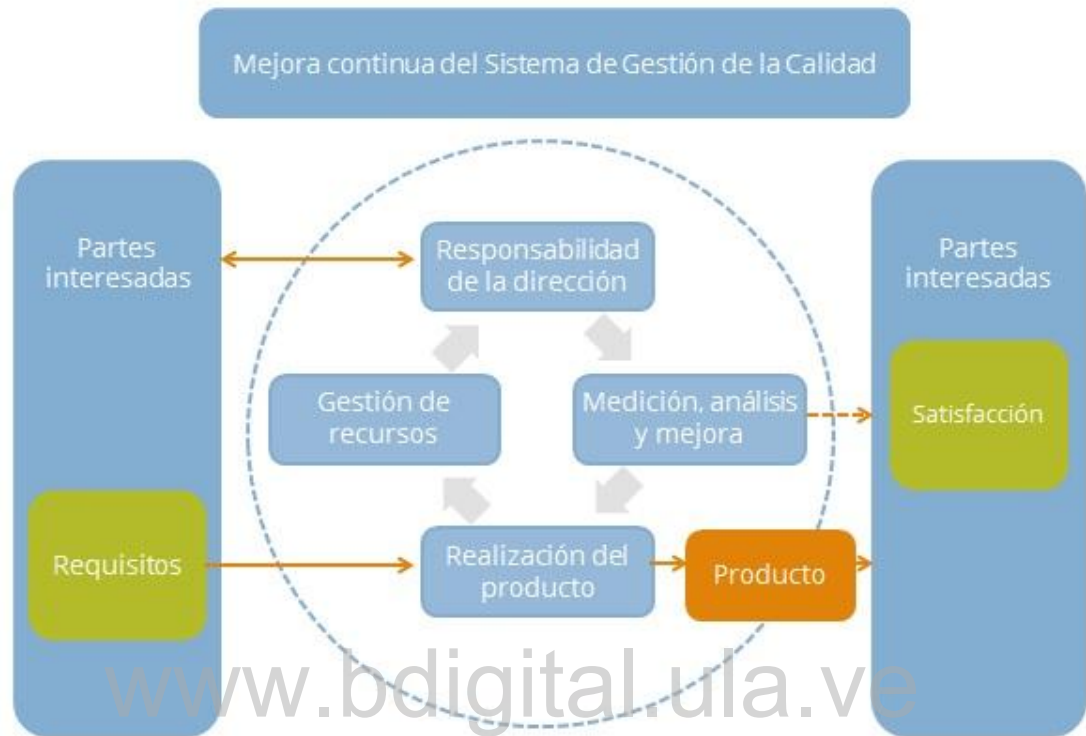 Mejora continua del Sistema de Gestión de la Calidad
Partes
interesadas
Responsabilidad
de la dirección
Partes
interesadas
Gestión de
recursos
Medición, análisis
y mejora
Satisfacción
Requisitos
Realización del
producto
Producto
www.bdigital.ula.ve